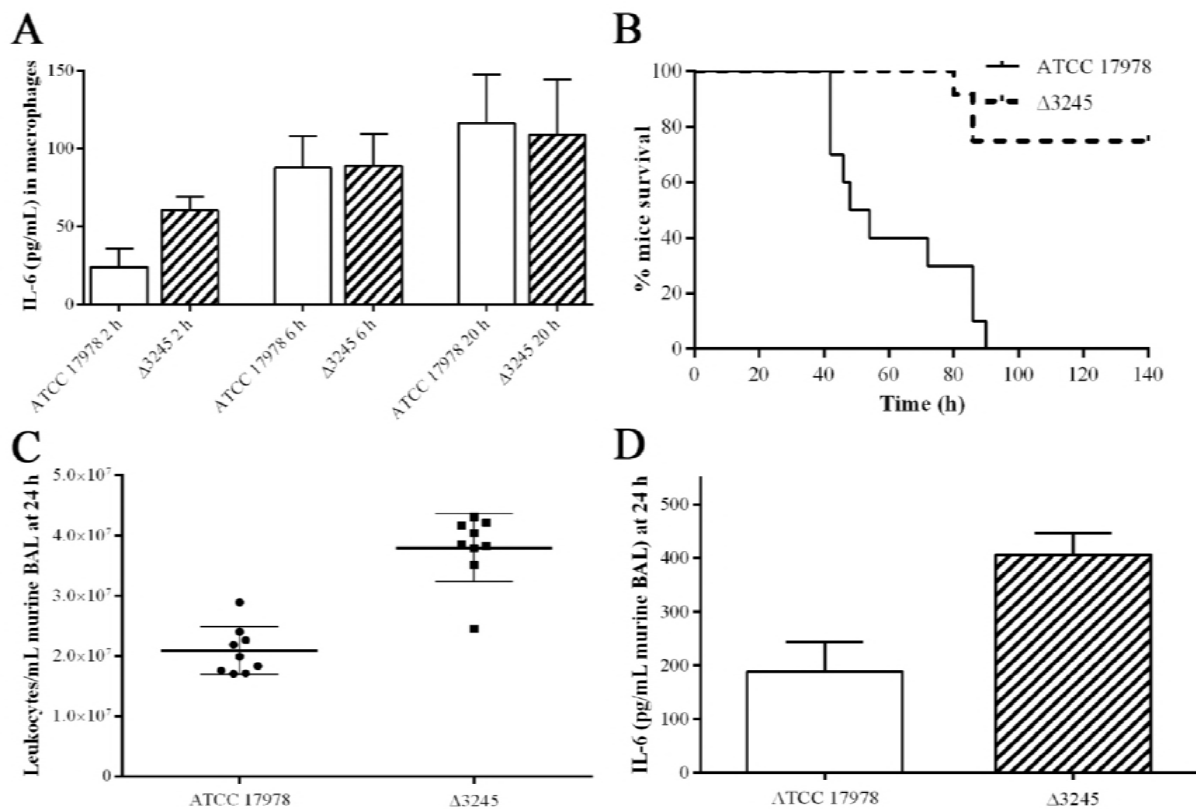 A
IL-6 (pg/mL) in macrophages
150
100
50
0
ATCC 17978 2 h
Δ3245 2 h
ATCC 17978 6 h
Δ3245 6 h
ATCC 17978 20 h
Δ3245 20 h
B
% mice survival
100
80
60
40
20
0
0 20 40 60 80 100 120 140
Time (h)
ATCC 17978
Δ3245
C
Leukocytes/mL murine BAL at 24 h
5.0×10⁷
4.0×10⁷
3.0×10⁷
2.0×10⁷
1.0×10⁷
0
ATCC 17978 Δ3245
D
IL-6 (pg/mL murine BAL) at 24 h
500
400
300
200
100
0
ATCC 17978 Δ3245